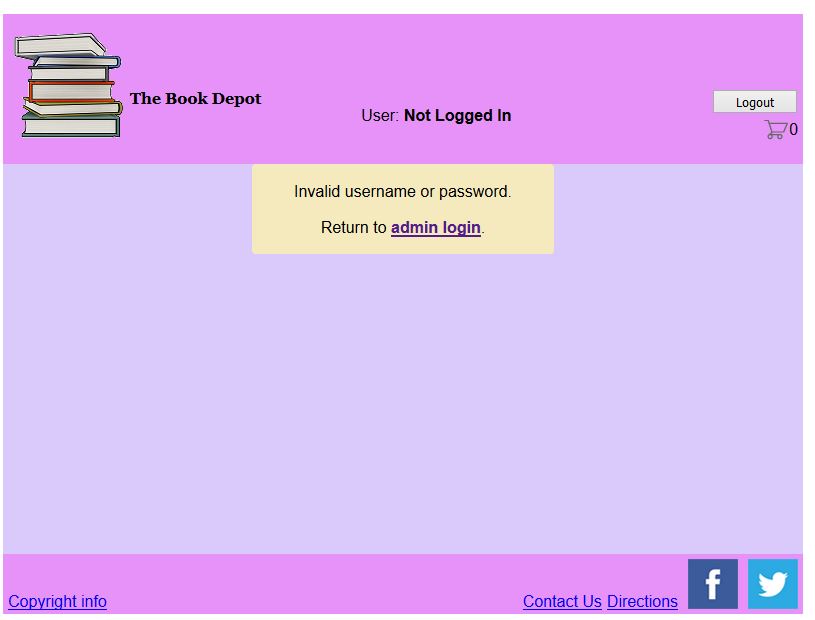 The Book Depot
User: Not Logged In
Logout
0
Invalid username or password.
Return to admin login.
Copyright info
Contact Us Directions
f